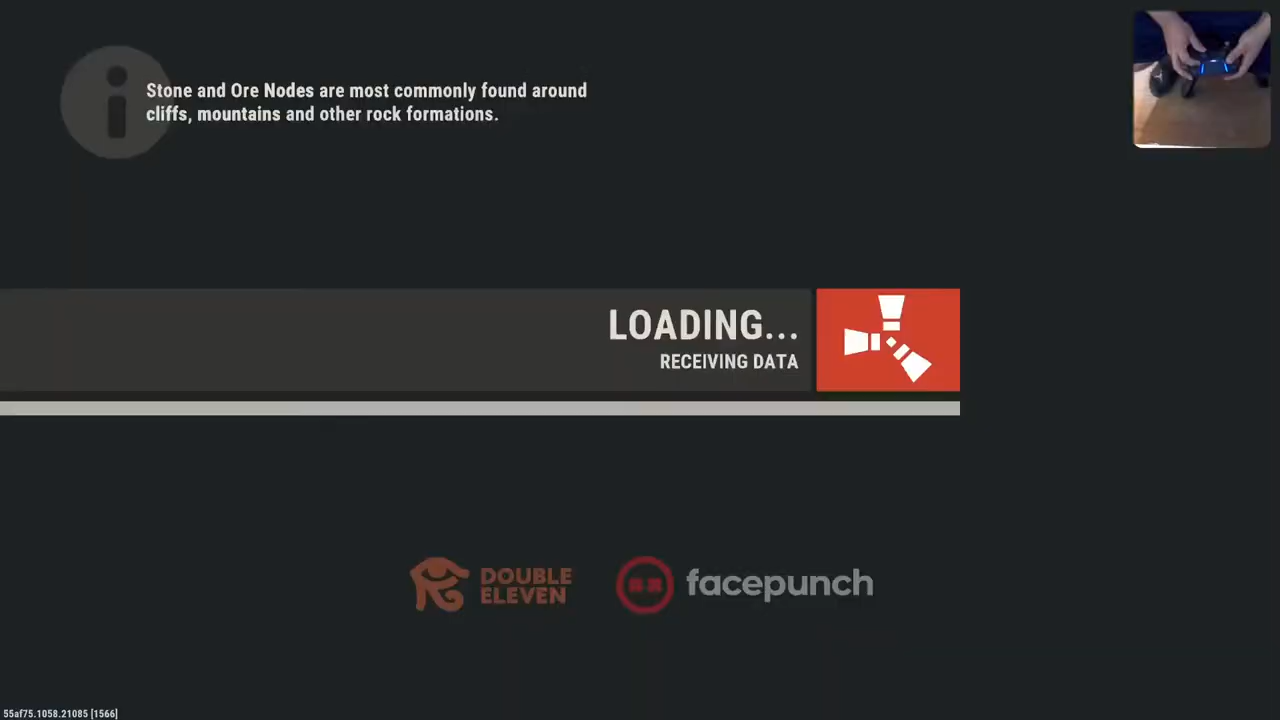 Stone and Ore Nodes are most commonly found around
cliffs, mountains and other rock formations.
LOADING...
RECEIVING DATA
DOUBLE
ELEVEN
facepunch
55af75.1058.21085 [1566]